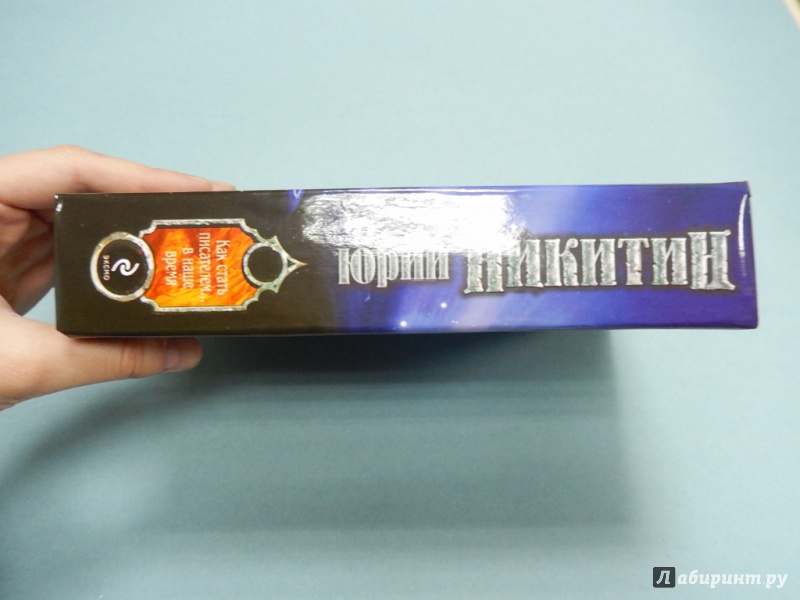 Юрий НИКИТИН
Как стать
писателем...
в наше
время
ЭКСМО
Лабиринт.ру